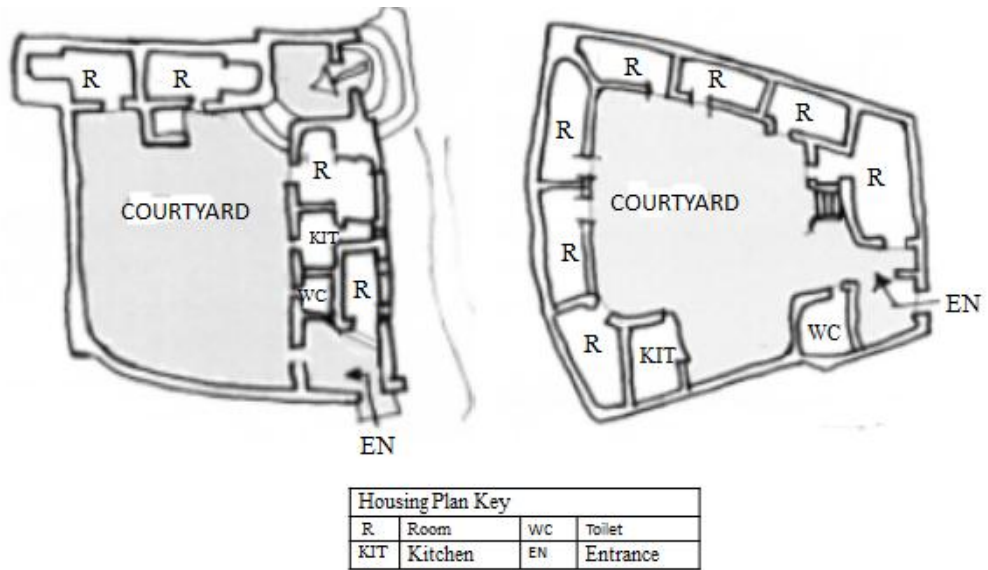 R
R
R
COURTYARD
KIT
WC
R
EN
R
R
R
R
R
COURTYARD
R
R
KIT
WC
EN
Housing Plan Key
R Room WC Toilet
KIT Kitchen EN Entrance